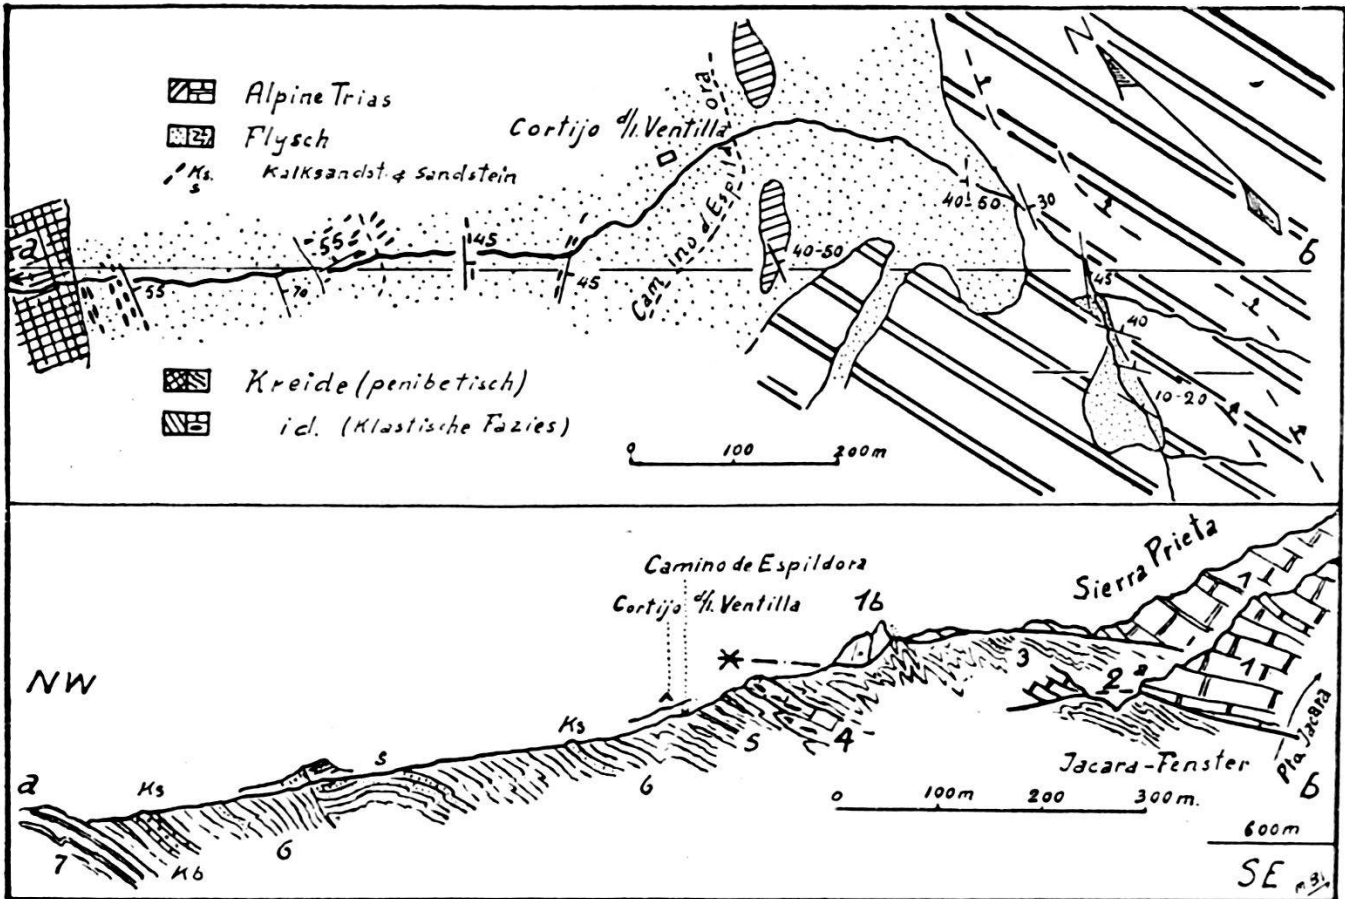 Alpine Trias
Flysch
Ks.
s
Kalksandst. & Sandstein
Cortijo d/l. Ventilla
Camino d. Espildora
N
a
b
55
55
70
45
45
40-50
40-50
30
45
40
10-20
Kreide (penibetisch)
id. (Klastische Fazies)
0 100 200m
Camino de Espildora
Cortijo d/l. Ventilla
1b
Sierra Prieta
1
1
NW
3
2a
Ks
5
4
Pta Jacara
s
6
Jacara-Fenster
a
Ks
b
0 100m 200 300m.
6
7
Kb
600m
SE